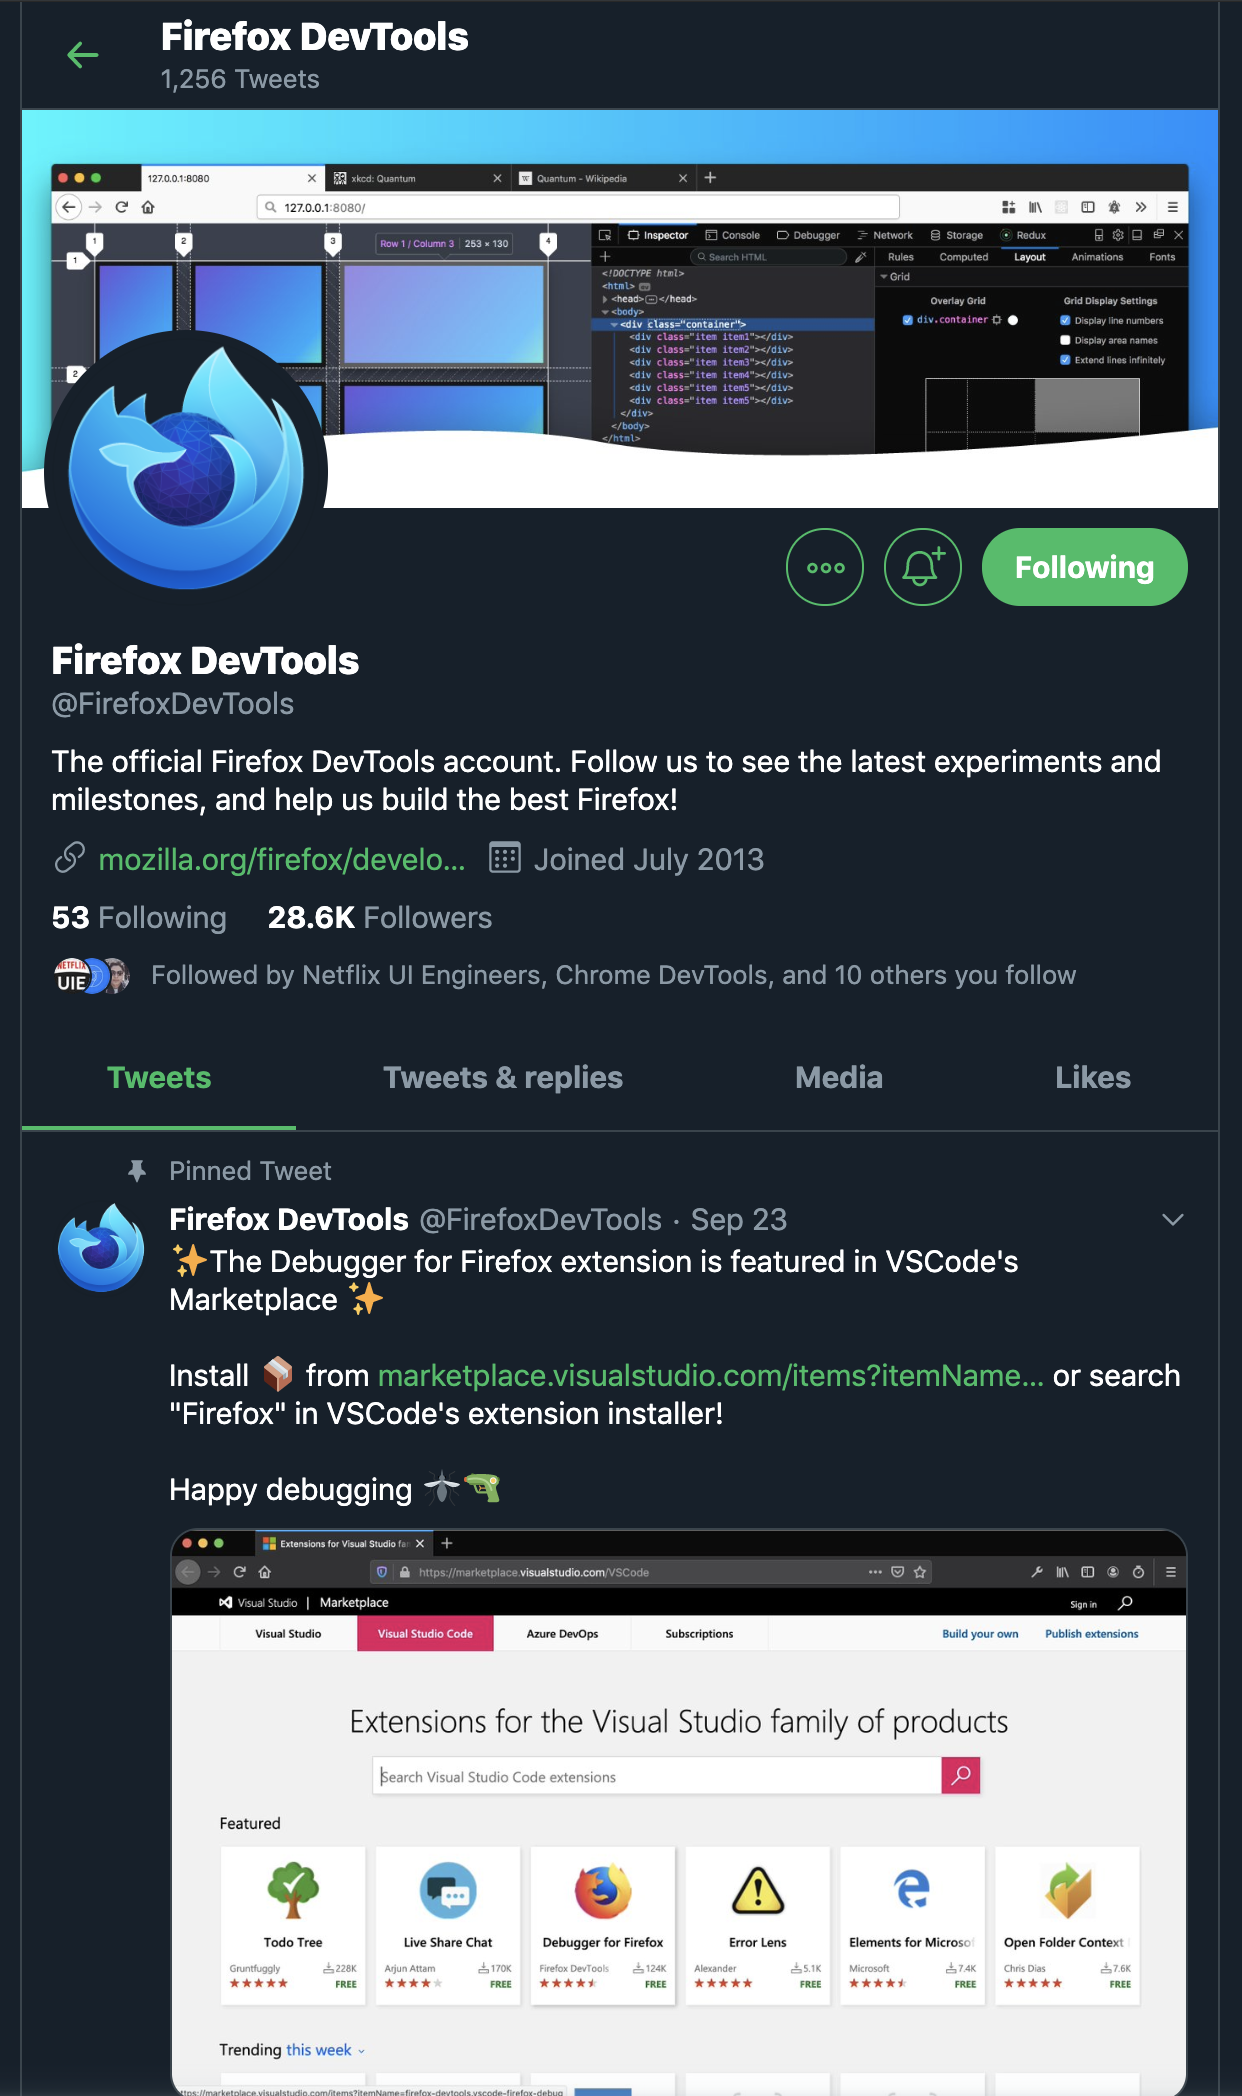 Firefox DevTools
1,256 Tweets
127.0.0.1:8080
xkcd: Quantum
Quantum - Wikipedia
127.0.0.1:8080/
1
2
3
4
Row 1 / Column 3 253 × 130
1
2
Inspector Console Debugger Network Storage Redux
Search HTML
Rules Computed Layout Animations Fonts
<!DOCTYPE html>
<html>
<head> </head>
<body>
<div class="container">
<div class="item item1"></div>
<div class="item item2"></div>
<div class="item item3"></div>
<div class="item item4"></div>
<div class="item item5"></div>
<div class="item item5"></div>
</div>
</body>
</html>
Grid
Overlay Grid Grid Display Settings
div.container Display line numbers
Display area names
Extend lines infinitely
Following
Firefox DevTools
@FirefoxDevTools
The official Firefox DevTools account. Follow us to see the latest experiments and
milestones, and help us build the best Firefox!
mozilla.org/firefox/develo... Joined July 2013
53 Following 28.6K Followers
NETFLIX
UIE
Followed by Netflix UI Engineers, Chrome DevTools, and 10 others you follow
Tweets Tweets & replies Media Likes
Pinned Tweet
Firefox DevTools @FirefoxDevTools · Sep 23
✨The Debugger for Firefox extension is featured in VSCode's
Marketplace ✨
Install 📦 from marketplace.visualstudio.com/items?itemName... or search
"Firefox" in VSCode's extension installer!
Happy debugging 🦟🔫
Extensions for Visual Studio far
https://marketplace.visualstudio.com/VSCode
Visual Studio | Marketplace
Sign in
Visual Studio Visual Studio Code Azure DevOps Subscriptions Build your own Publish extensions
Extensions for the Visual Studio family of products
Search Visual Studio Code extensions
Featured
Todo Tree Live Share Chat Debugger for Firefox Error Lens Elements for Microsof Open Folder Context
Gruntfuggly 228K Arjun Attam 170K Firefox DevTools 124K Alexander 5.1K Microsoft 7.4K Chris Dias 7.6K
FREE FREE FREE FREE FREE FREE
Trending this week
ttps://marketplace.visualstudio.com/items?itemName=firefox-devtools.vscode-firefox-debug